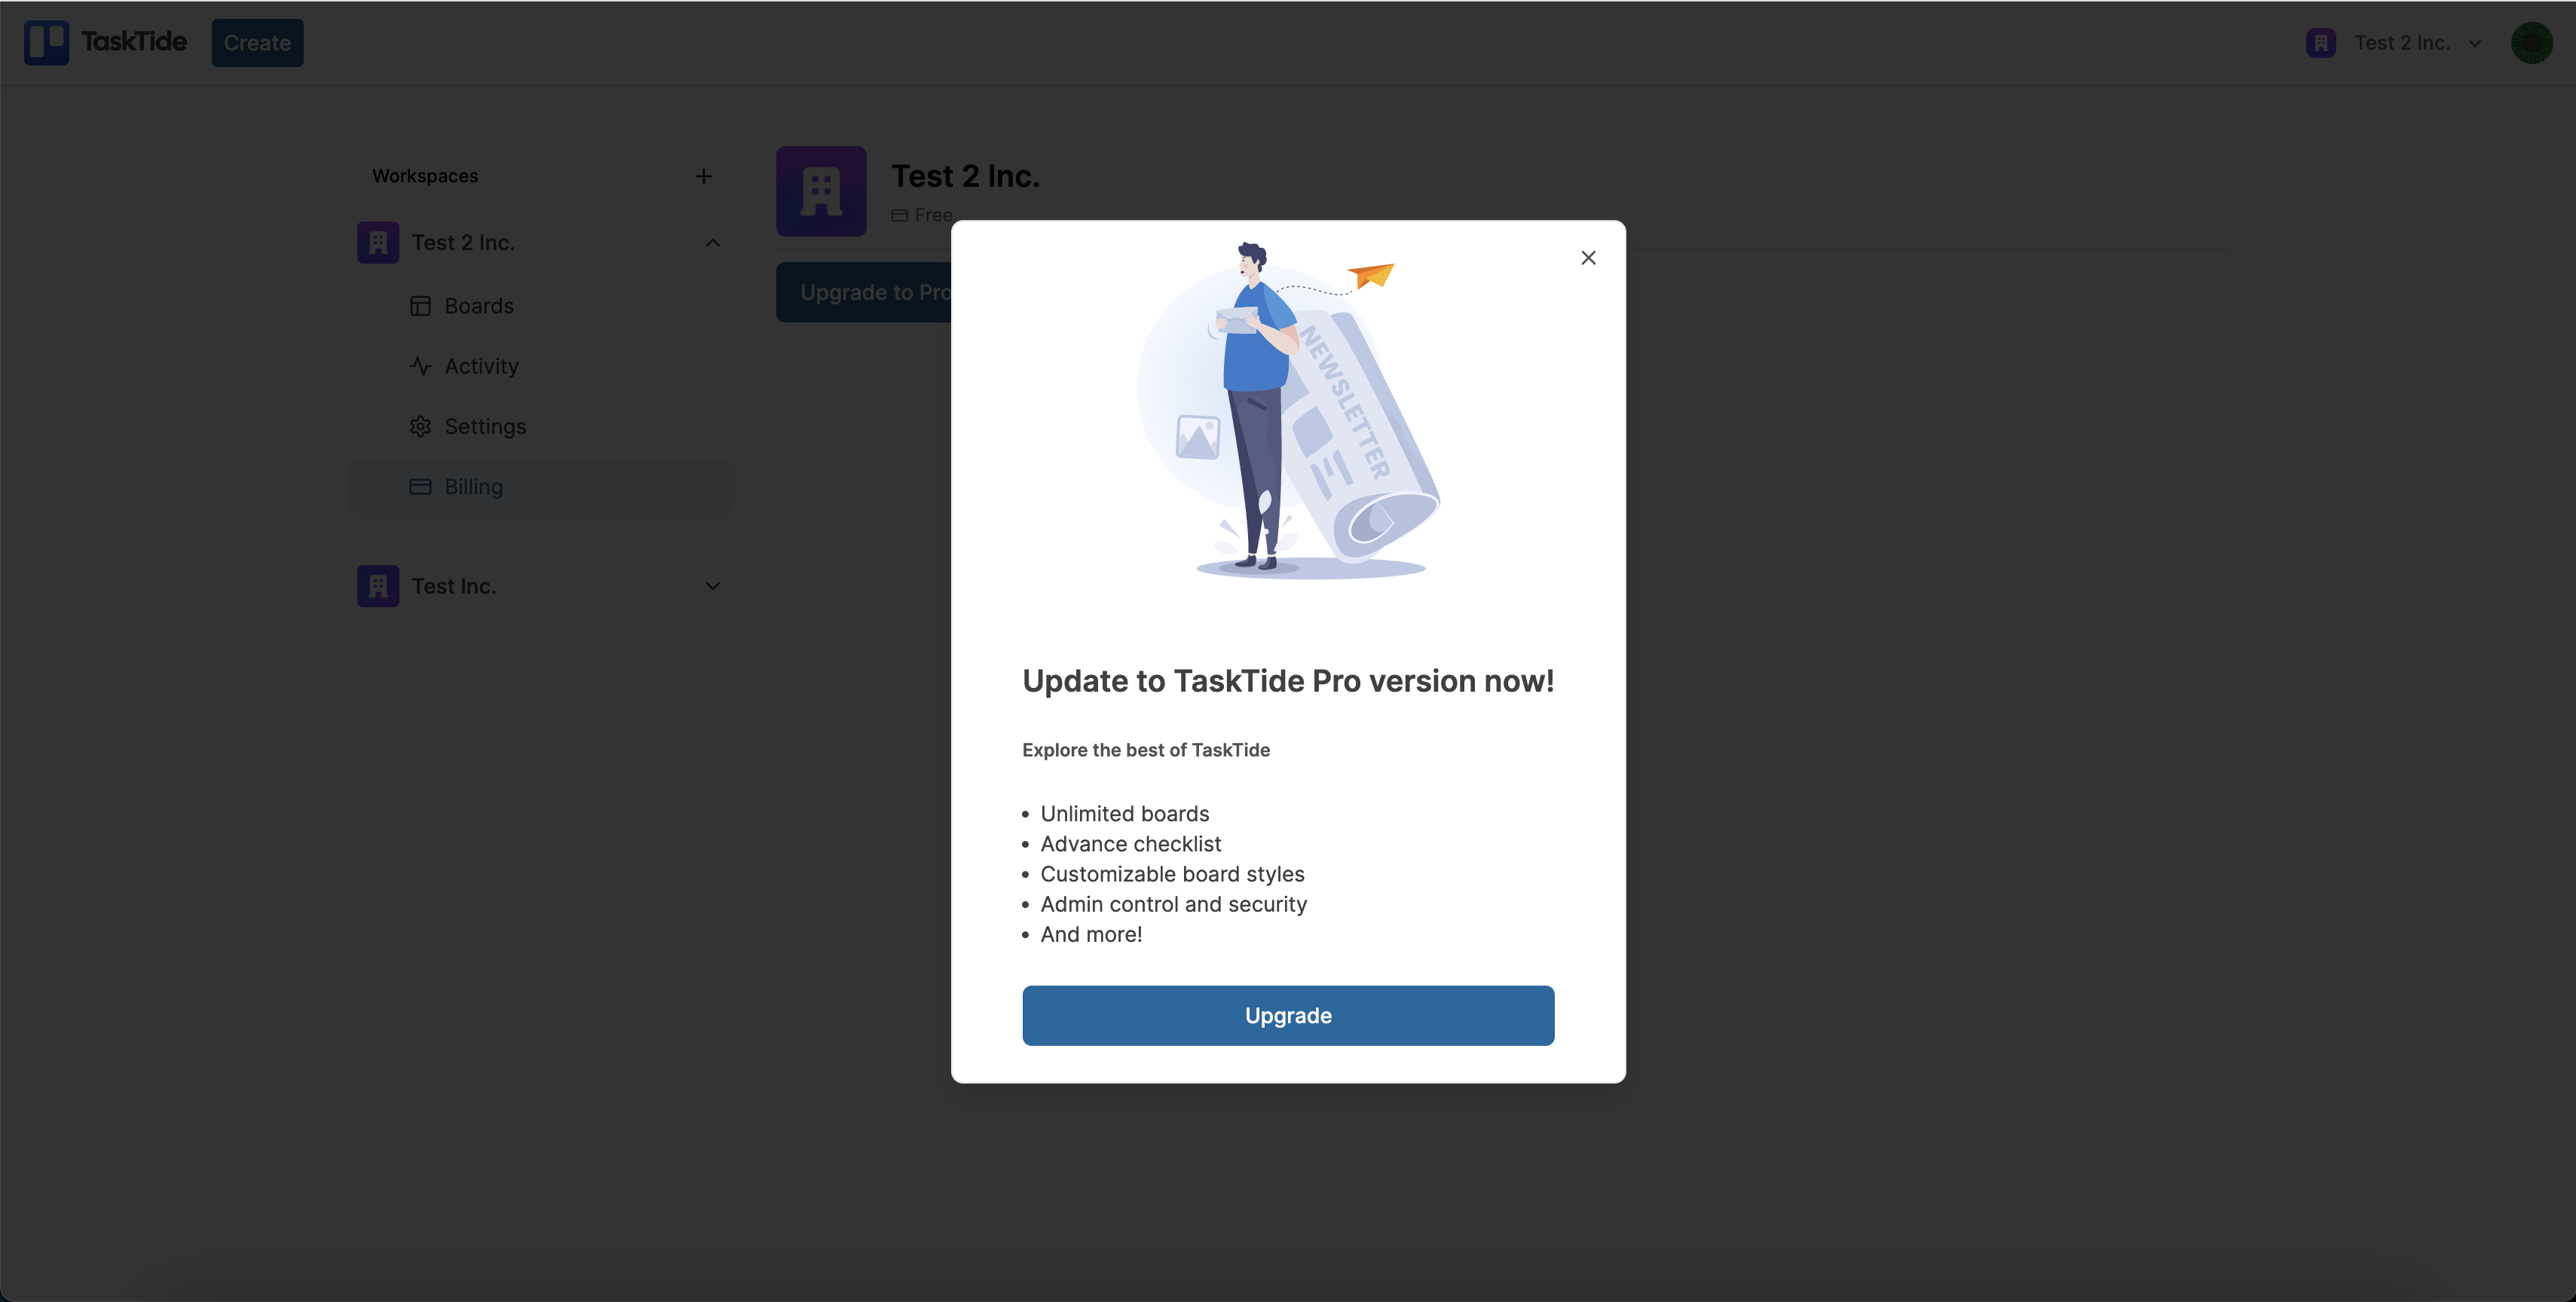 TaskTide
Create
Test 2 Inc.
Workspaces
Test 2 Inc.
Boards
Activity
Settings
Billing
Test Inc.
Test 2 Inc.
Free
Upgrade to Pro
NEWSLETTER
Update to TaskTide Pro version now!
Explore the best of TaskTide
• Unlimited boards
• Advance checklist
• Customizable board styles
• Admin control and security
• And more!
Upgrade